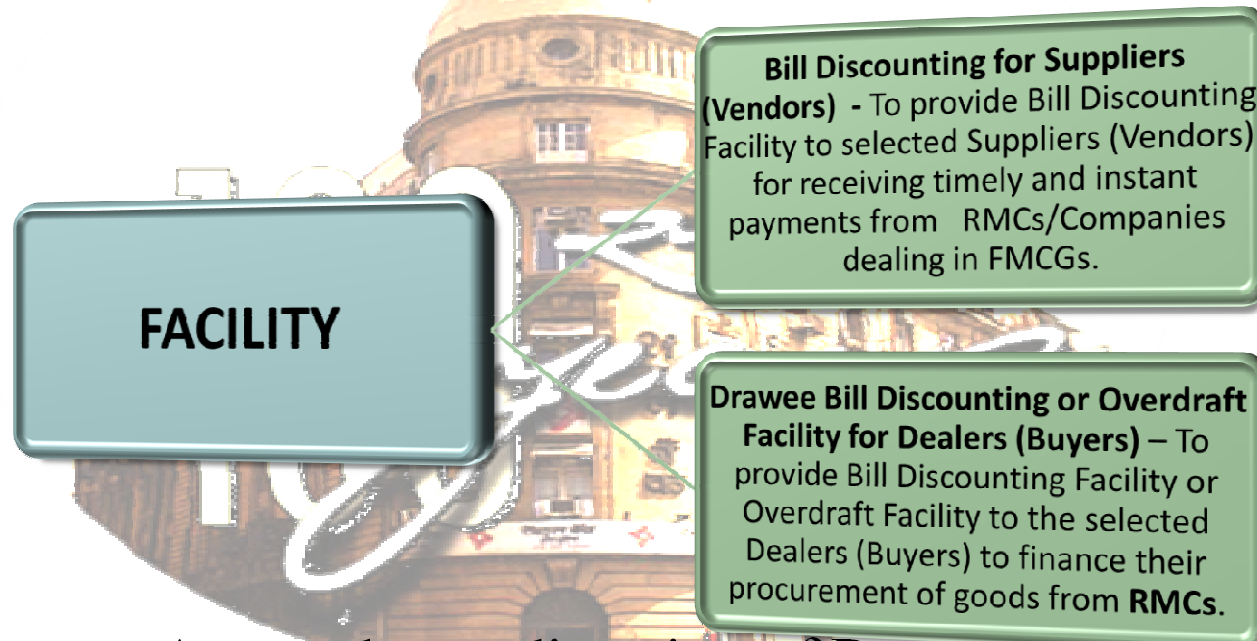 FACILITY
Bill Discounting for Suppliers
(Vendors) - To provide Bill Discounting
Facility to selected Suppliers (Vendors)
for receiving timely and instant
payments from RMCs/Companies
dealing in FMCGs.
Drawee Bill Discounting or Overdraft
Facility for Dealers (Buyers) – To
provide Bill Discounting Facility or
Overdraft Facility to the selected
Dealers (Buyers) to finance their
procurement of goods from RMCs.